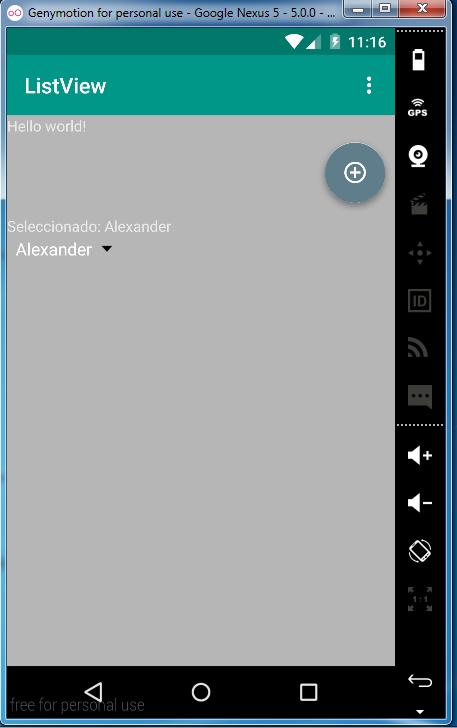 Genymotion for personal use - Google Nexus 5 - 5.0.0 - ...
11:16
ListView
GPS
Hello world!
Seleccionado: Alexander
Alexander
ID
1:1
free for personal use